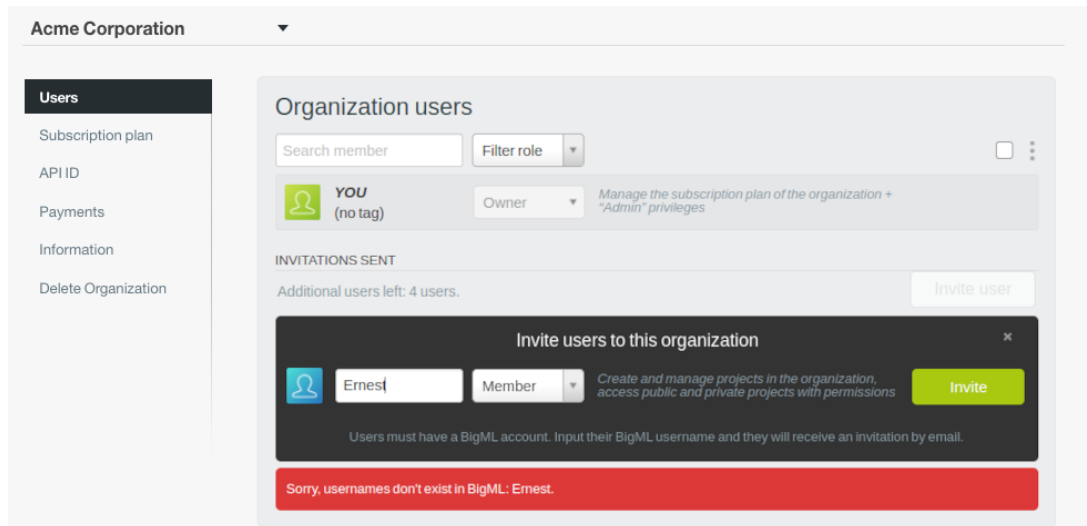 Acme Corporation
Users
Subscription plan
API ID
Payments
Information
Delete Organization
Organization users
Search member
Filter role
YOU
(no tag)
Owner
Manage the subscription plan of the organization +
“Admin” privileges
INVITATIONS SENT
Additional users left: 4 users.
Invite user
Invite users to this organization
×
Ernest
Member
Create and manage projects in the organization,
access public and private projects with permissions
Invite
Users must have a BigML account. Input their BigML username and they will receive an invitation by email.
Sorry, usernames don't exist in BigML: Ernest.